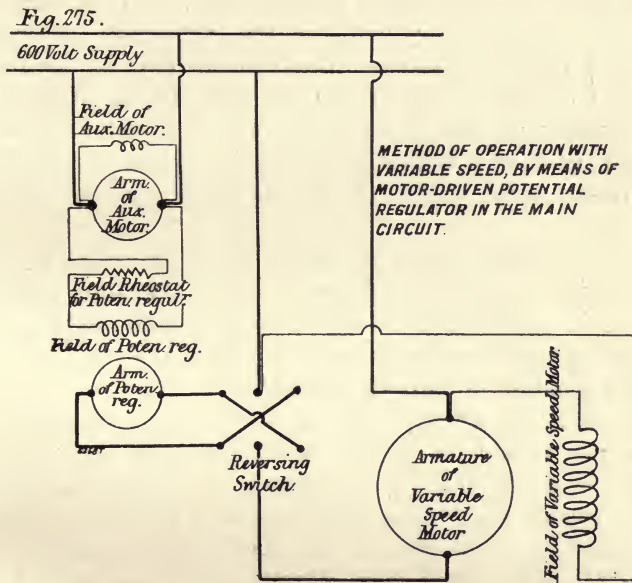 Fig. 275.
600 Volt Supply
Field of
Aux. Motor.
Arm.
of
Aux.
Motor.
METHOD OF OPERATION WITH
VARIABLE SPEED, BY MEANS OF
MOTOR-DRIVEN POTENTIAL
REGULATOR IN THE MAIN
CIRCUIT.
Field Rheostat
for Poten. regulr
Field of Poten. reg.
Arm.
of Poten.
reg.
Reversing
Switch
Armature
of
Variable
Speed
Motor
Field of Variable Speed Motor.